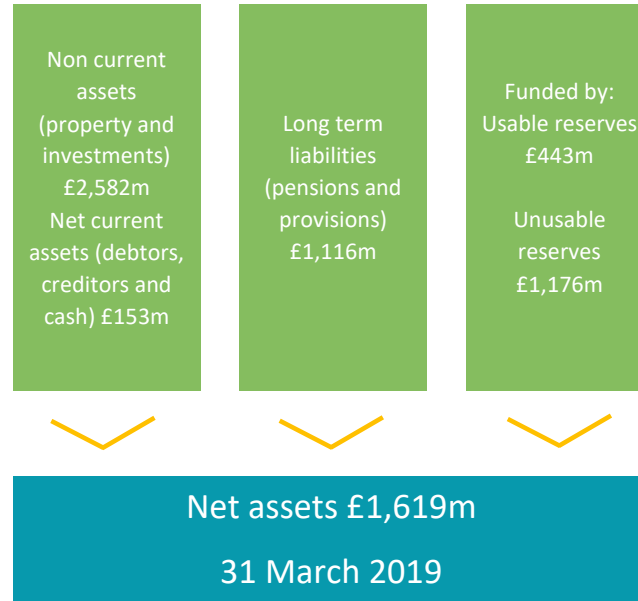 Non current
assets
(property and
investments)
£2,582m
Net current
assets (debtors,
creditors and
cash) £153m
Long term
liabilities
(pensions and
provisions)
£1,116m
Funded by:
Usable reserves
£443m
Unusable
reserves
£1,176m
Net assets £1,619m
31 March 2019